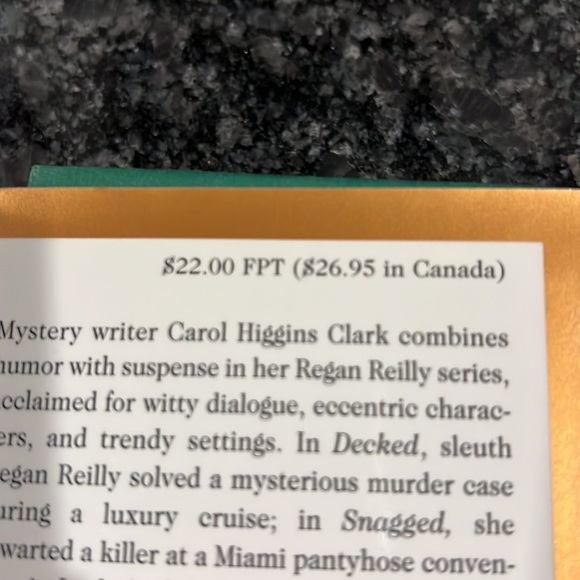 $22.00 FPT ($26.95 in Canada)
Mystery writer Carol Higgins Clark combines
humor with suspense in her Regan Reilly series,
cclaimed for witty dialogue, eccentric charac-
ers, and trendy settings. In Decked, sleuth
egan Reilly solved a mysterious murder case
uring a luxury cruise; in Snagged, she
warted a killer at a Miami pantyhose conven-